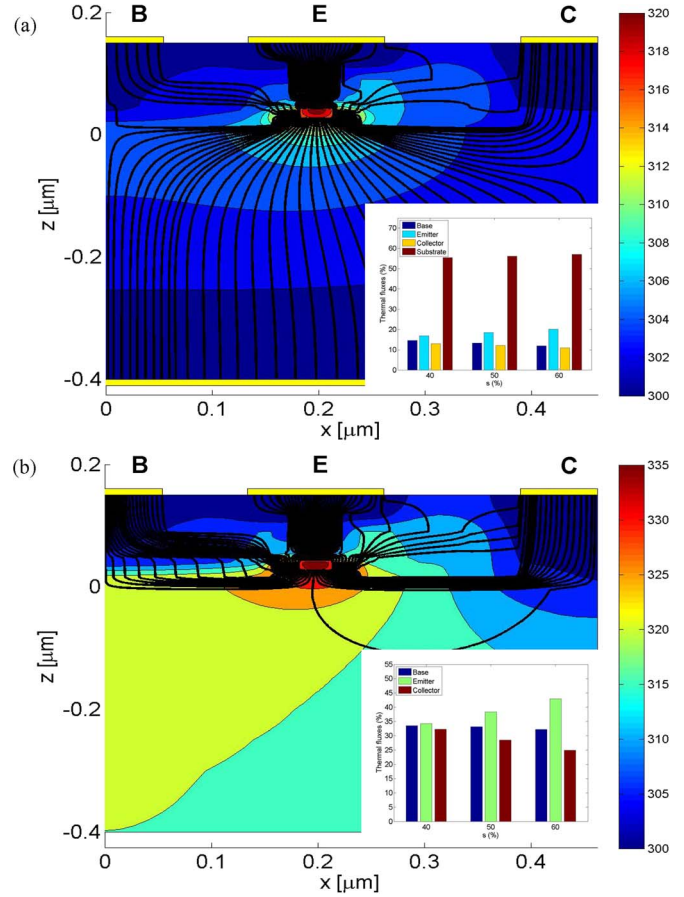 (a)
B E C
0.2
0
-0.2
-0.4
z [μm]
0 0.1 0.2 0.3 0.4
x [μm]
320
318
316
314
312
310
308
306
304
302
300
Base
Emitter
Collector
Substrate
Thermal fluxes (%)
70
60
50
40
30
20
10
0
40 50 60
s (%)
(b)
B E C
0.2
0
-0.2
-0.4
z [μm]
0 0.1 0.2 0.3 0.4
x [μm]
335
330
325
320
315
310
305
300
Base
Emitter
Collector
Thermal fluxes (%)
55
50
45
40
35
30
25
20
15
10
5
0
40 50 60
s (%)